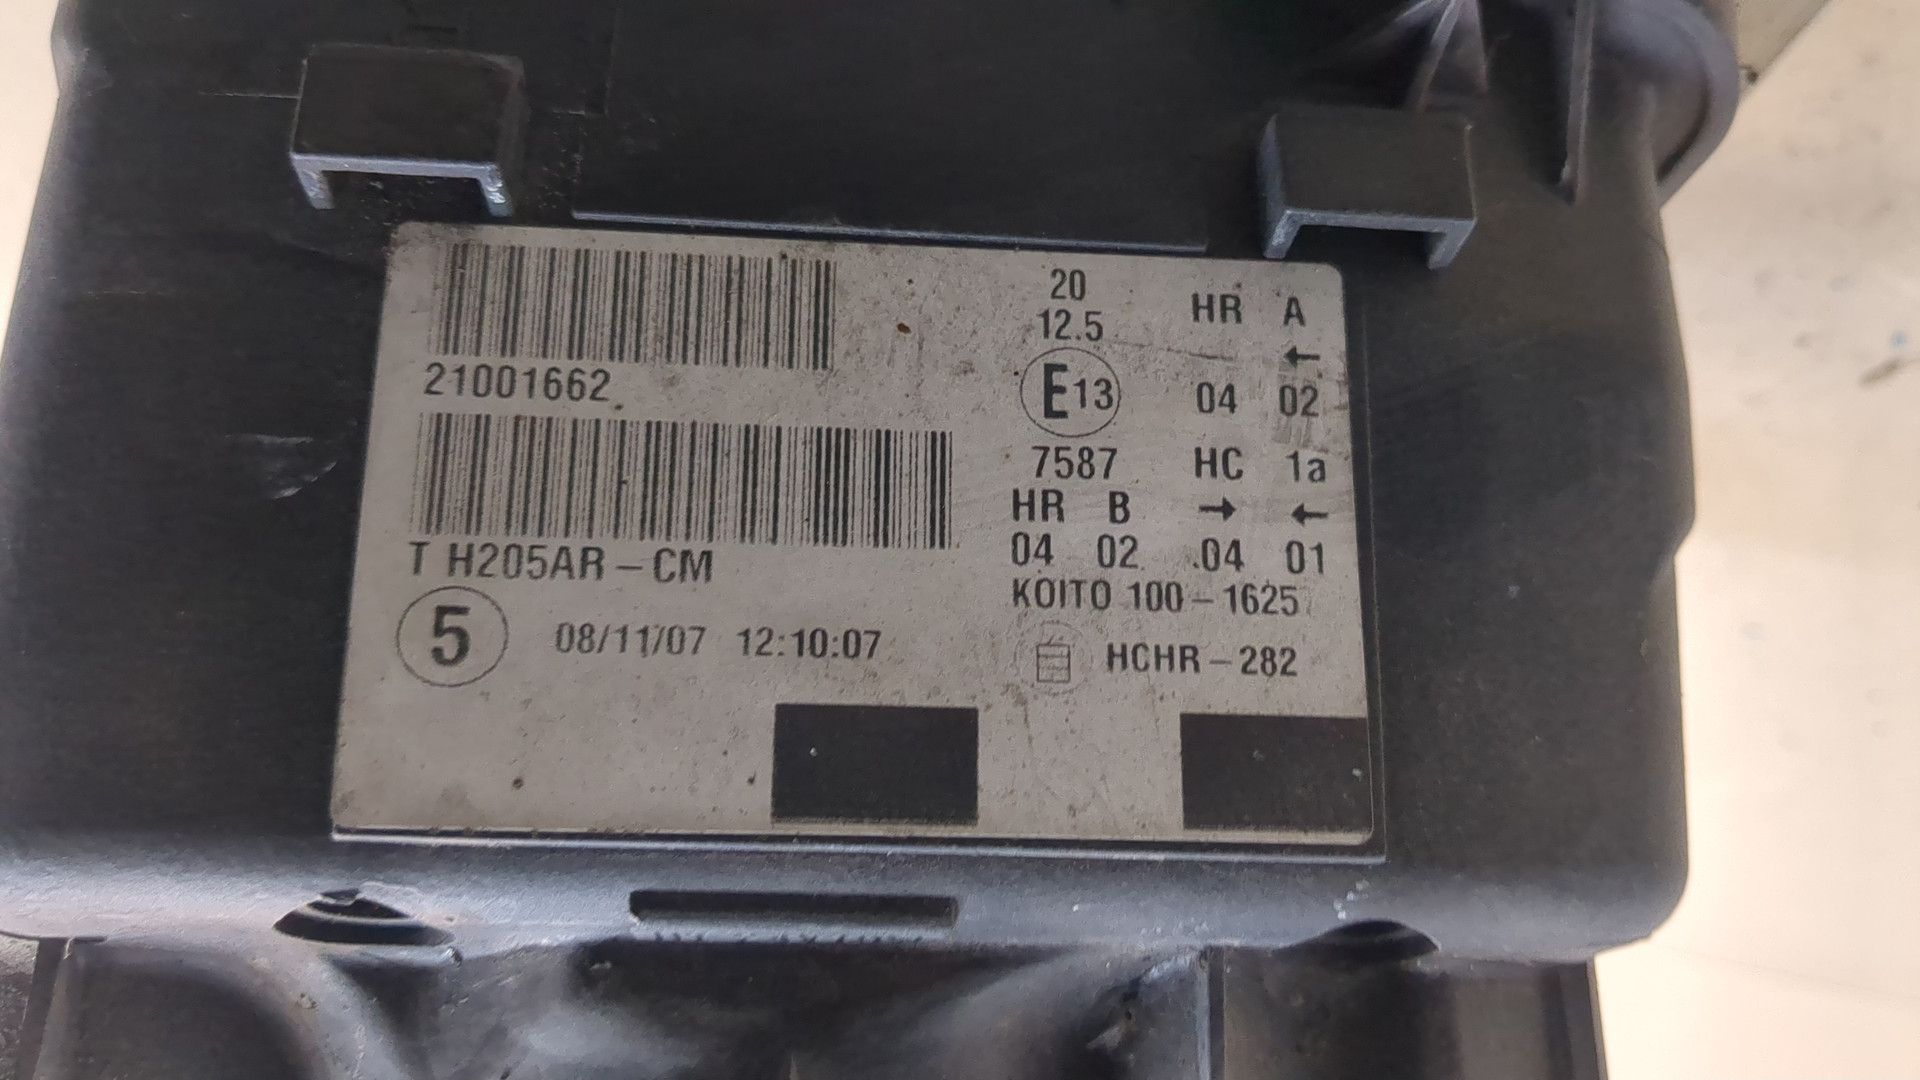 21001662
T H205AR-CM
5 08/11/07 12:10:07
20
12.5
E13
7587
HR B
04 02
HR A
←
04 02
HC 1a
→ ←
.04 01
KOITO 100-1625
HCHR-282